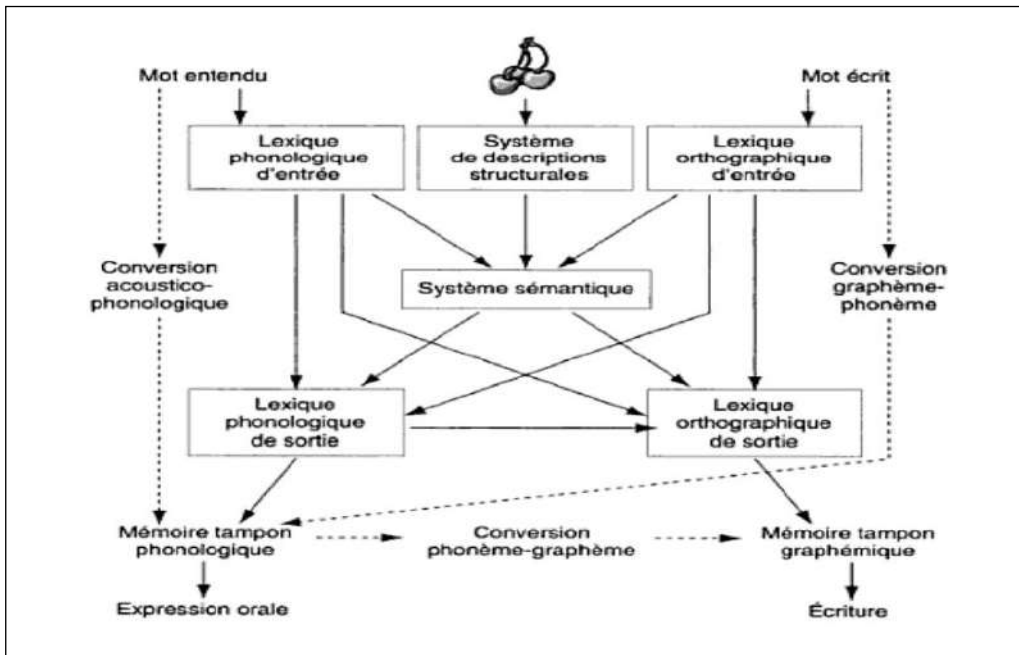 Mot entendu
Mot écrit
Lexique
phonologique
d'entrée
Système
de descriptions
structurales
Lexique
orthographique
d'entrée
Conversion
acoustico-
phonologique
Système sémantique
Conversion
graphème-
phonème
Lexique
phonologique
de sortie
Lexique
orthographique
de sortie
Mémoire tampon
phonologique
Conversion
phonème-graphème
Mémoire tampon
graphémique
Expression orale
Écriture